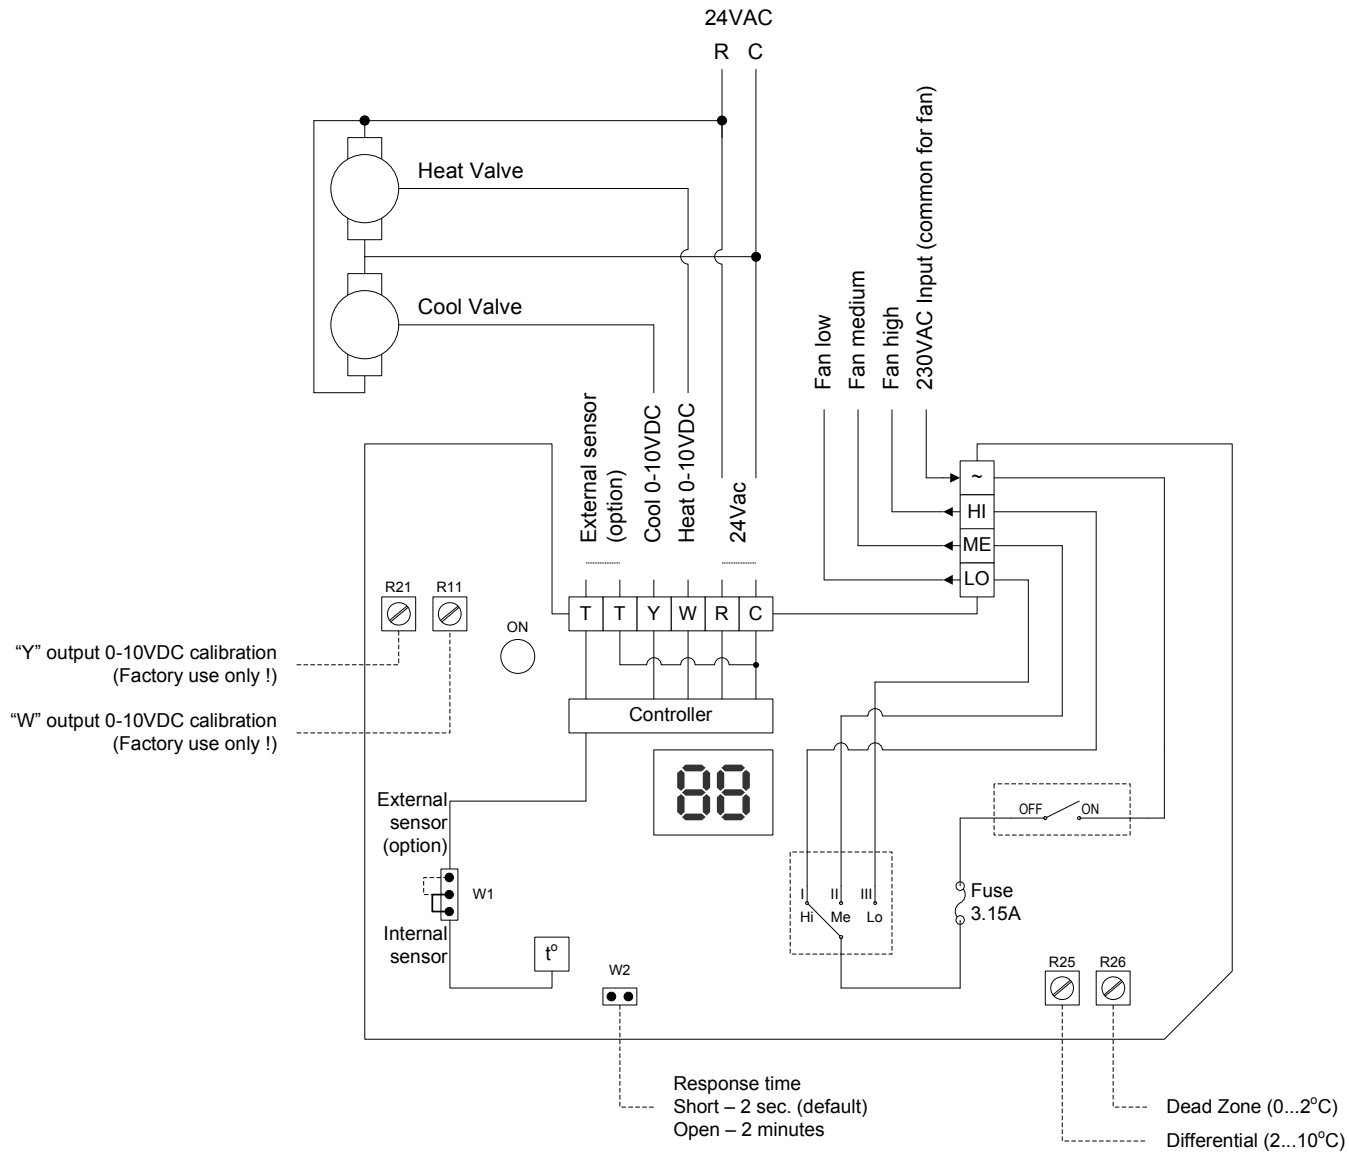 24VAC
R C
Heat Valve
Cool Valve
External sensor
(option)
Cool 0-10VDC
Heat 0-10VDC
24Vac
Fan low
Fan medium
Fan high
230VAC Input (common for fan)
~
HI
ME
LO
R21
R11
ON
T T Y W R C
“Y” output 0-10VDC calibration
(Factory use only !)
“W” output 0-10VDC calibration
(Factory use only !)
Controller
88
External
sensor
(option)
W1
Internal
sensor
t°
W2
OFF ON
I II III
Hi Me Lo
Fuse
3.15A
R25 R26
Response time
Short – 2 sec. (default)
Open – 2 minutes
Dead Zone (0...2°C)
Differential (2...10°C)